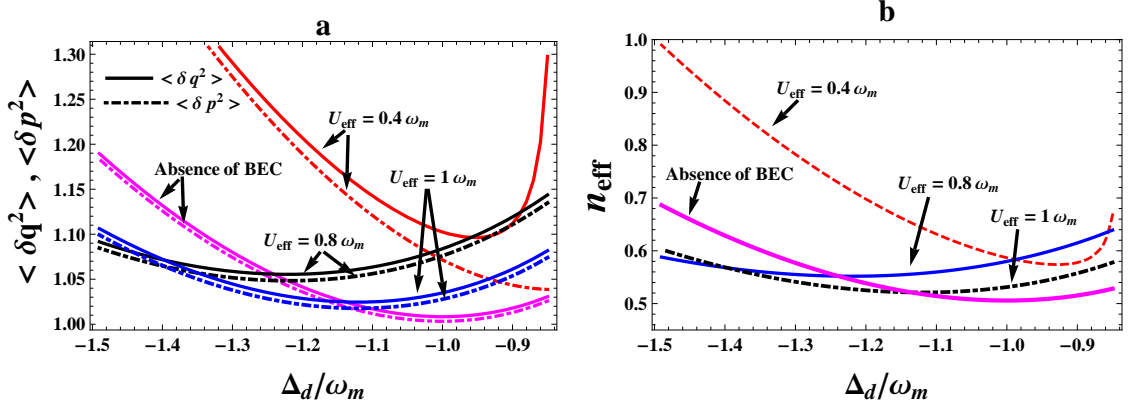 a
< δq² > , < δp² >
1.30
1.25
1.20
1.15
1.10
1.05
1.00
< δ q² >
< δ p² >
U_eff = 0.4 ω_m
Absence of BEC
U_eff = 1 ω_m
U_eff = 0.8 ω_m
−1.5 −1.4 −1.3 −1.2 −1.1 −1.0 −0.9
Δ_d/ω_m
b
n_eff
1.0
0.9
0.8
0.7
0.6
0.5
U_eff = 0.4 ω_m
Absence of BEC
U_eff = 0.8 ω_m
U_eff = 1 ω_m
−1.5 −1.4 −1.3 −1.2 −1.1 −1.0 −0.9
Δ_d/ω_m